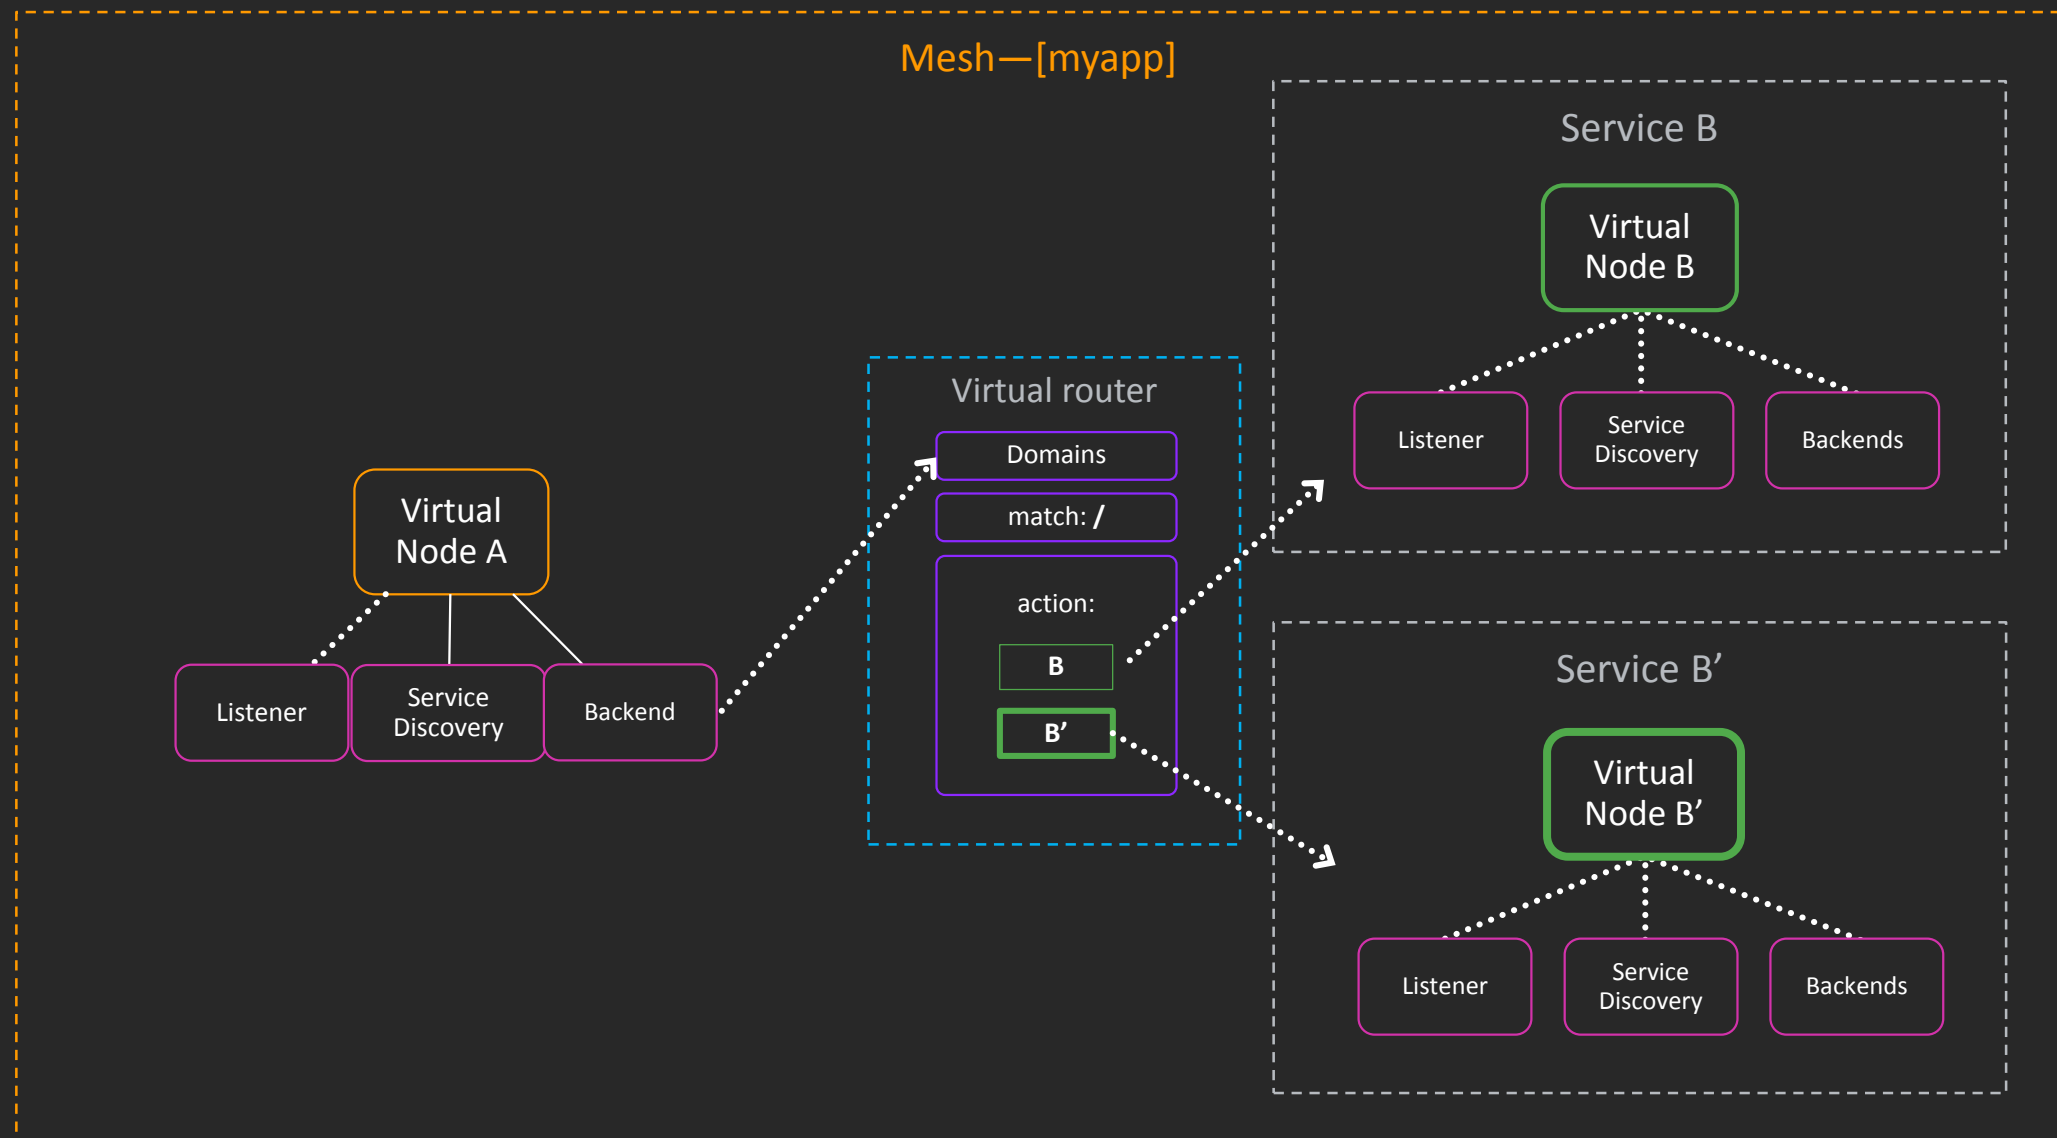 Mesh—[myapp]
Virtual
Node A
Listener
Service
Discovery
Backend
Virtual router
Domains
match: /
action:
B
B’
Service B
Virtual
Node B
Listener
Service
Discovery
Backends
Service B’
Virtual
Node B’
Listener
Service
Discovery
Backends